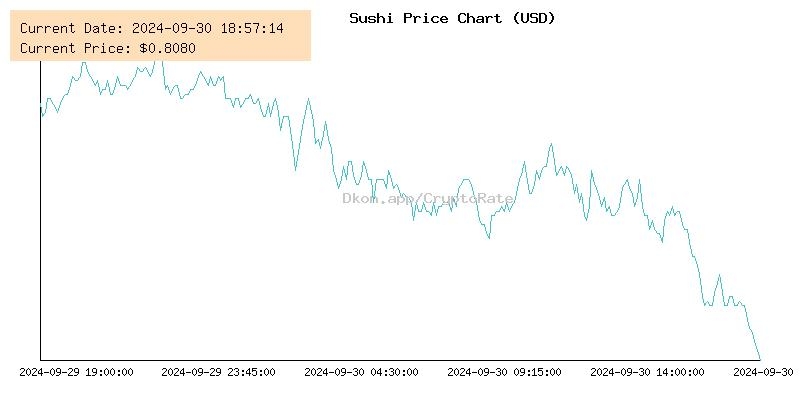 Sushi Price Chart (USD)
Current Date: 2024-09-30 18:57:14
Current Price: $0.8080
Dkom.app/CryptoRate
2024-09-29 19:00:00 2024-09-29 23:45:00 2024-09-30 04:30:00 2024-09-30 09:15:00 2024-09-30 14:00:00 2024-09-30